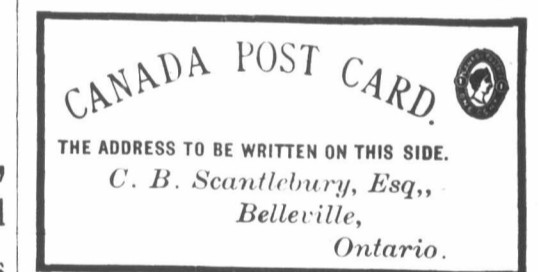 CANADA POST CARD.
THE ADDRESS TO BE WRITTEN ON THIS SIDE.
C. B. Scantlebury, Esq,,
Belleville,
Ontario.